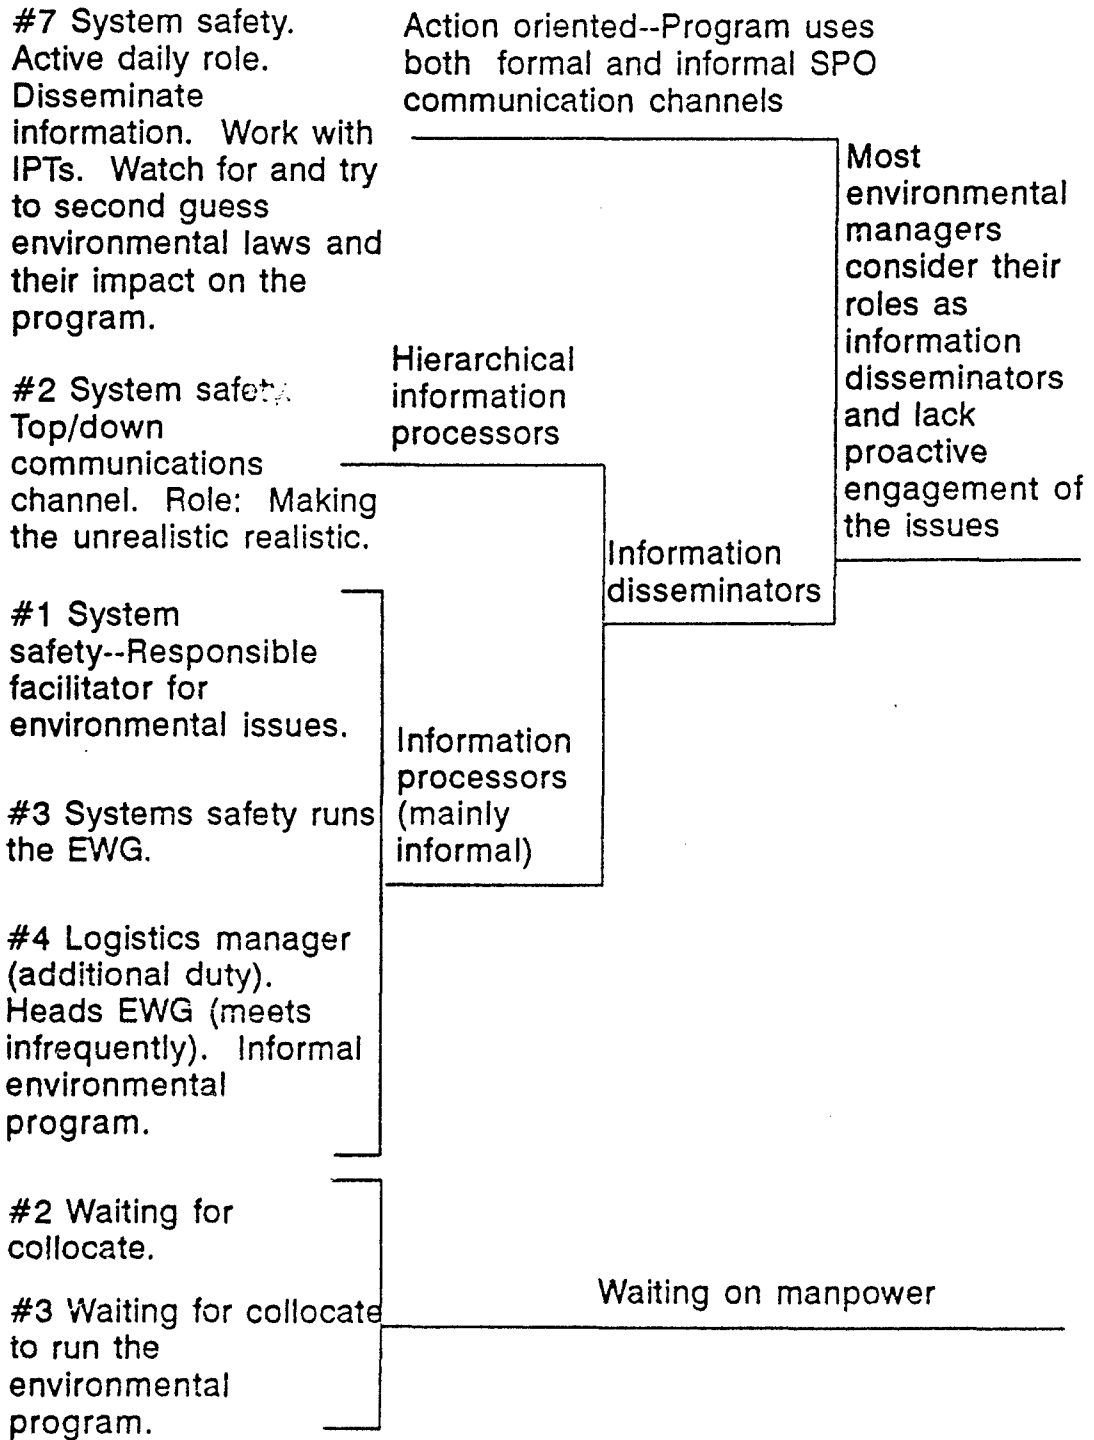 #7 System safety.
Active daily role.
Disseminate
information. Work with
IPTs. Watch for and try
to second guess
environmental laws and
their impact on the
program.
Action oriented--Program uses
both formal and informal SPO
communication channels
Most
environmental
managers
consider their
roles as
information
disseminators
and lack
proactive
engagement of
the issues
#2 System safety.
Top/down
communications
channel. Role: Making
the unrealistic realistic.
Hierarchical
information
processors
Information
disseminators
#1 System
safety--Responsible
facilitator for
environmental issues.
#3 Systems safety runs
the EWG.
#4 Logistics manager
(additional duty).
Heads EWG (meets
infrequently). Informal
environmental
program.
Information
processors
(mainly
informal)
#2 Waiting for
collocate.
#3 Waiting for collocate
to run the
environmental
program.
Waiting on manpower